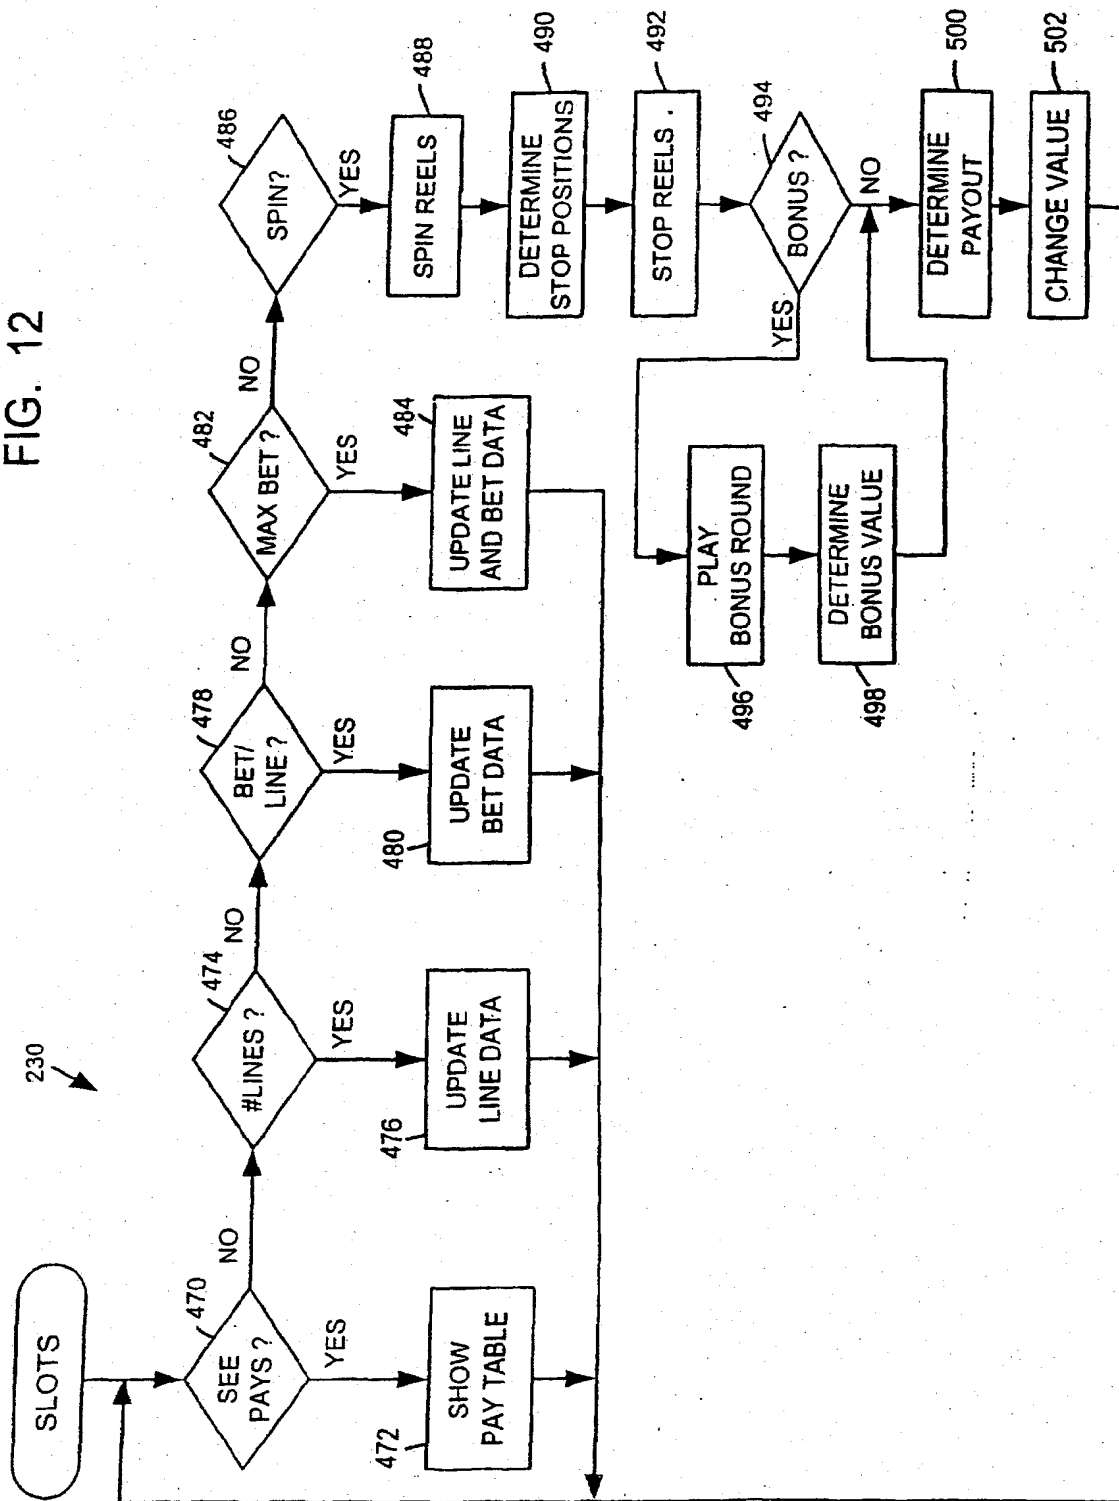 FIG. 12
230
SLOTS
470
SEE
PAYS ?
NO
YES
472
SHOW
PAY TABLE
474
#LINES ?
NO
YES
476
UPDATE
LINE DATA
478
BET/
LINE ?
NO
YES
480
UPDATE
BET DATA
482
MAX BET ?
NO
YES
484
UPDATE LINE
AND BET DATA
486
SPIN?
YES
488
SPIN REELS
490
DETERMINE
STOP POSITIONS
492
STOP REELS .
494
BONUS ?
YES
NO
496
PLAY
BONUS ROUND
498
DETERMINE
BONUS VALUE
500
DETERMINE
PAYOUT
502
CHANGE VALUE